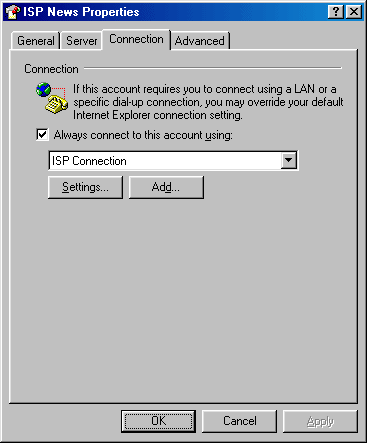 ISP News Properties
General Server Connection Advanced
Connection
If this account requires you to connect using a LAN or a
specific dial-up connection, you may override your default
Internet Explorer connection setting.
Always connect to this account using:
ISP Connection
Settings... Add...
OK Cancel Apply